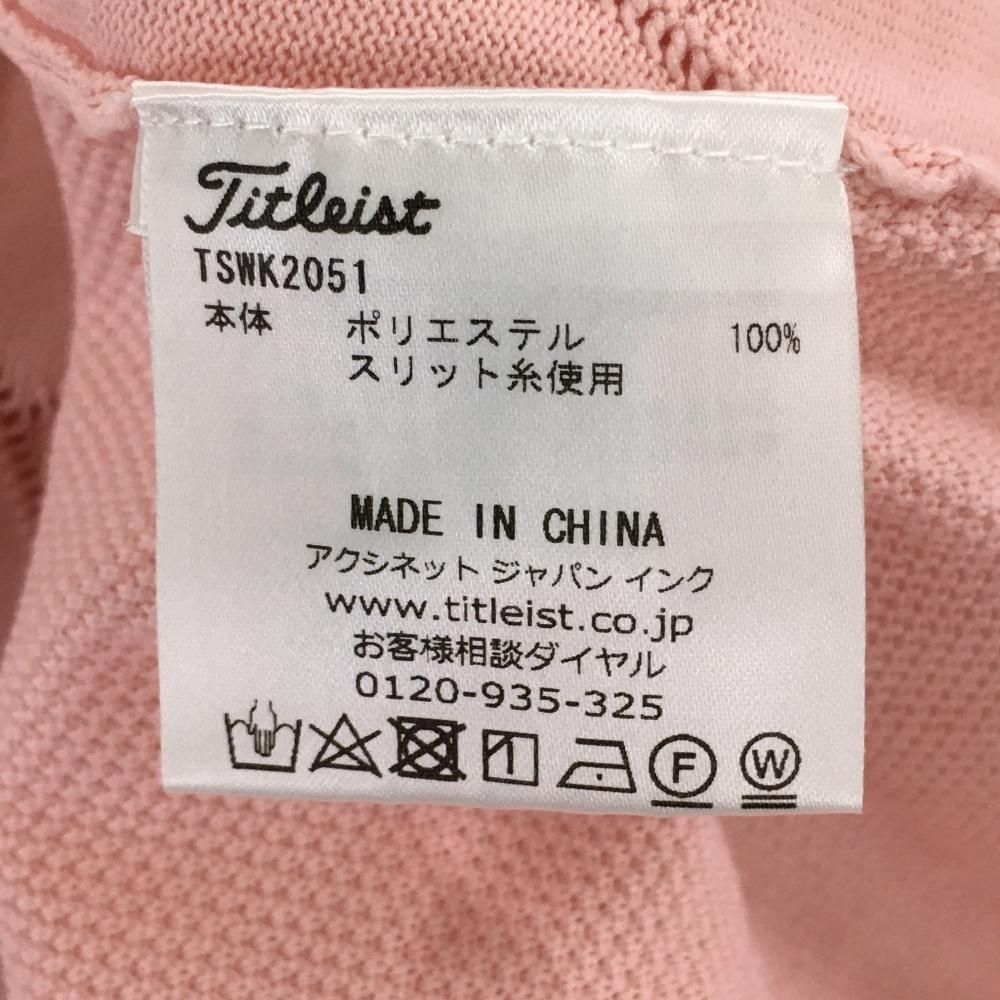 Titleist
TSWK2051
本体 ポリエステル 100%
スリット糸使用
MADE IN CHINA
アクシネット ジャパン インク
www.titleist.co.jp
お客様相談ダイヤル
0120-935-325
F W